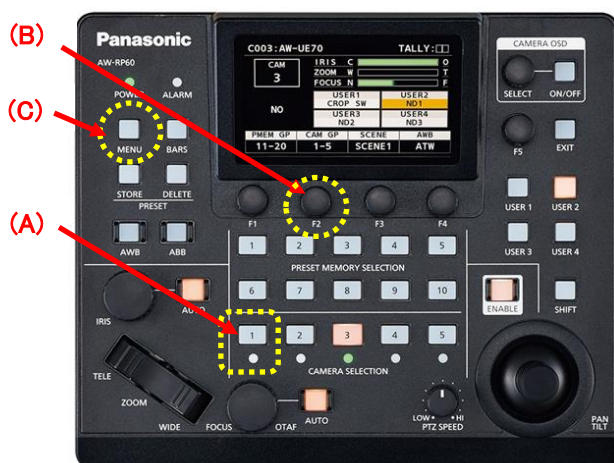 (B)
(C)
(A)
Panasonic
AW-RP60
POWER
ALARM
MENU
BARS
STORE
DELETE
PRESET
AWB
ABB
C003:AW-UE70
TALLY:
CAM
3
NO
IRIS C O
ZOOM W T
FOCUS N F
USER1
CROP SW
USER2
ND1
USER3
ND2
USER4
ND3
PMEM GP
CAM GP
SCENE
AWB
11-20
1-5
SCENE1
ATW
F1
F2
F3
F4
CAMERA OSD
SELECT
ON/OFF
F5
EXIT
USER 1
USER 2
USER 3
USER 4
1
2
3
4
5
PRESET MEMORY SELECTION
6
7
8
9
10
1
2
3
4
5
CAMERA SELECTION
ENABLE
SHIFT
IRIS
AUTO
TELE
ZOOM
WIDE
FOCUS
OTAF
AUTO
LOW
HI
PTZ SPEED
PAN
TILT